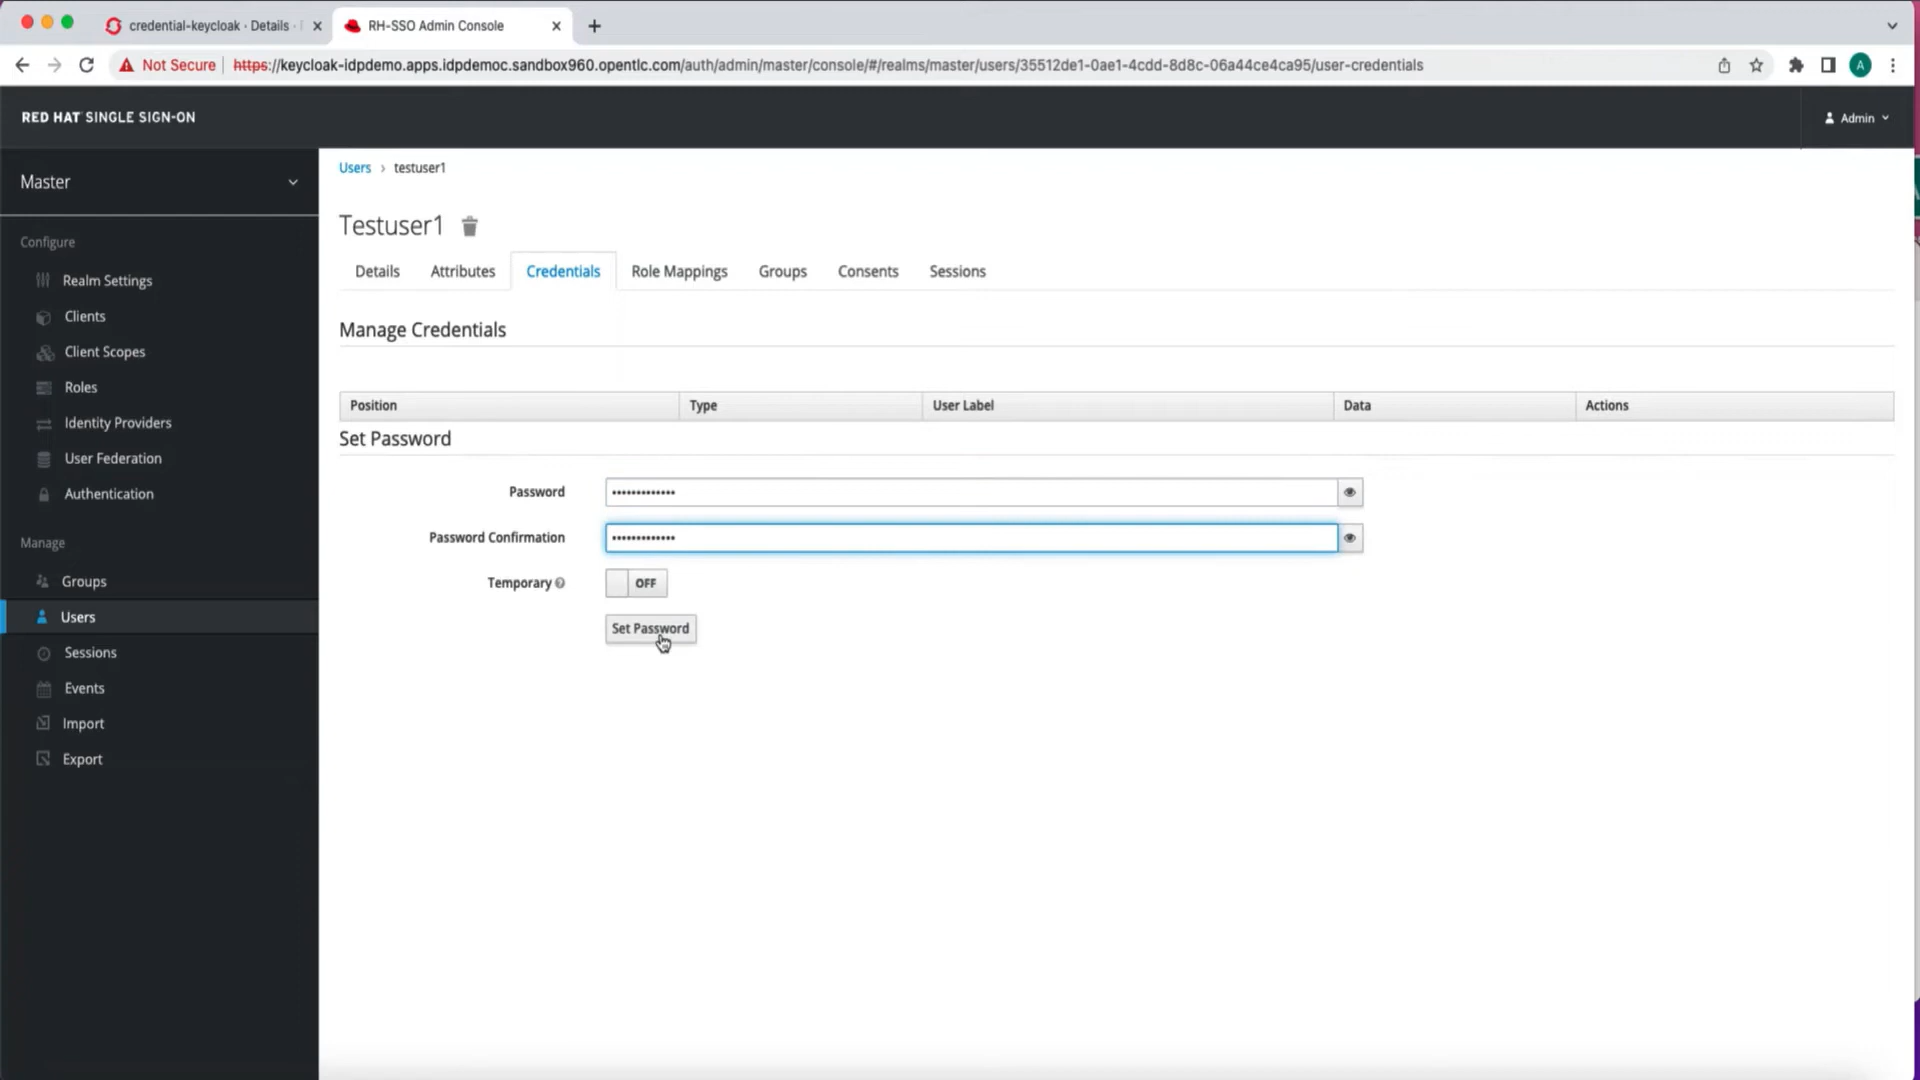 credential-keycloak · Details ·
RH-SSO Admin Console
Not Secure
https://keycloak-idpdemo.apps.idpdemoc.sandbox960.opentlc.com/auth/admin/master/console/#/realms/master/users/35512de1-0ae1-4cdd-8d8c-06a44ce4ca95/user-credentials
A
RED HAT SINGLE SIGN-ON
Admin
Master
Configure
Realm Settings
Clients
Client Scopes
Roles
Identity Providers
User Federation
Authentication
Manage
Groups
Users
Sessions
Events
Import
Export
Users › testuser1
Testuser1
Details Attributes Credentials Role Mappings Groups Consents Sessions
Manage Credentials
Position Type User Label Data Actions
Set Password
Password •••••••••••••
Password Confirmation •••••••••••••
Temporary OFF
Set Password